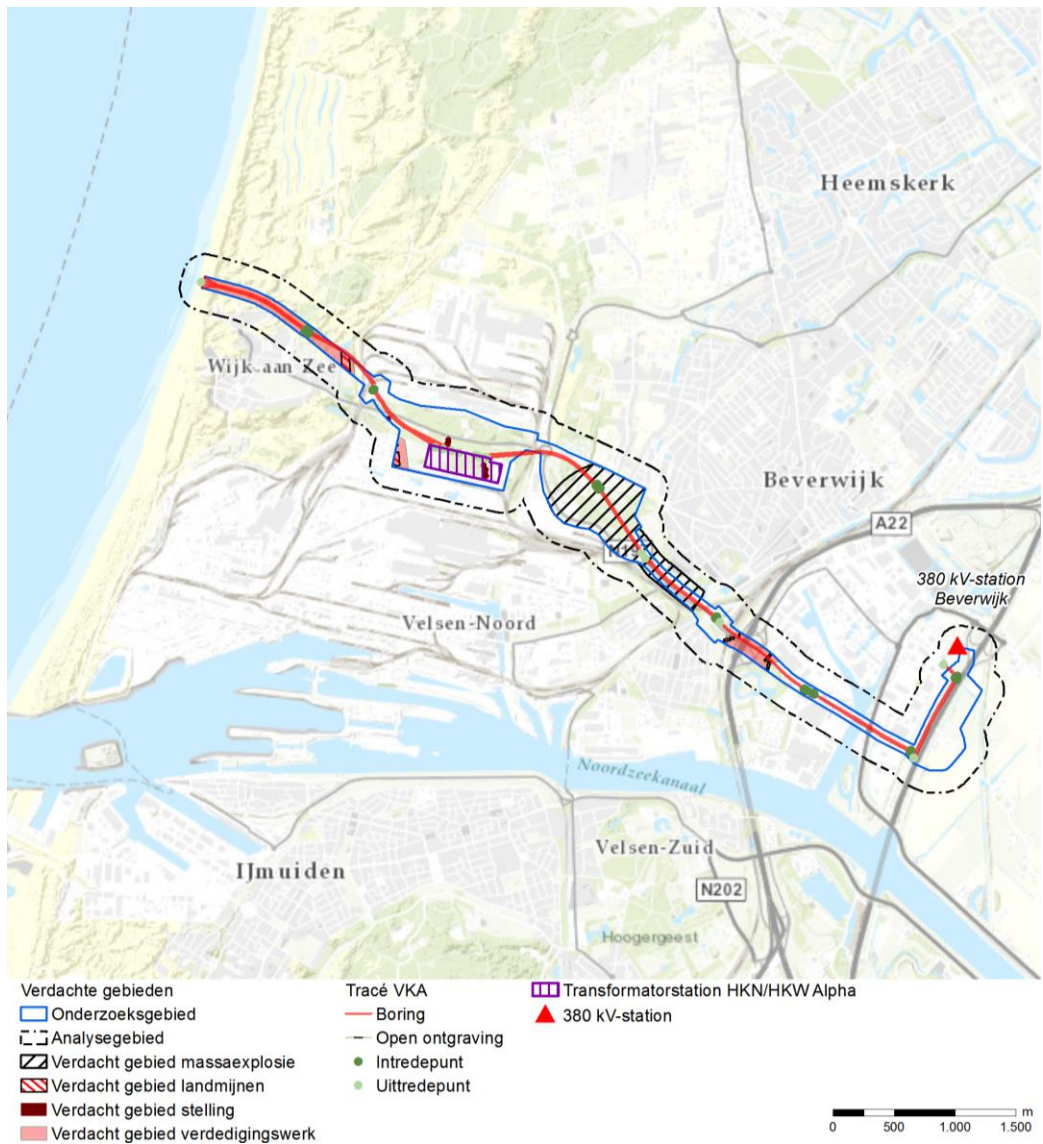 Heemskerk
Wijk aan Zee
Beverwijk
A22
380 kV-station
Beverwijk
Velsen-Noord
Noordzeekanaal
Velsen-Zuid
IJmuiden
N202
Hoogergeest
Verdachte gebieden
Onderzoeksgebied
Analysegebied
Verdacht gebied massaexplosie
Verdacht gebied landmijnen
Verdacht gebied stelling
Verdacht gebied verdedigingswerk
Tracé VKA
Boring
Open ontgraving
Intredepunt
Uittredepunt
Transformatorstation HKN/HKW Alpha
380 kV-station
m
0 500 1.000 1.500